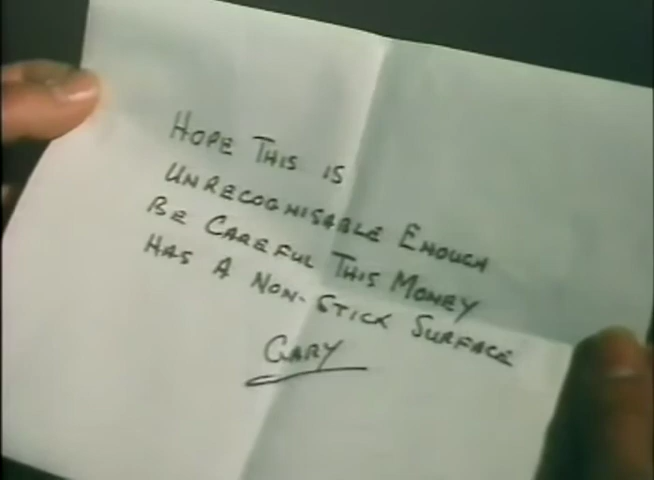 HOPE THIS IS
UNRECOGNISABLE ENOUGH
BE CAREFUL THIS MONEY
HAS A NON-STICK SURFACE
GARY